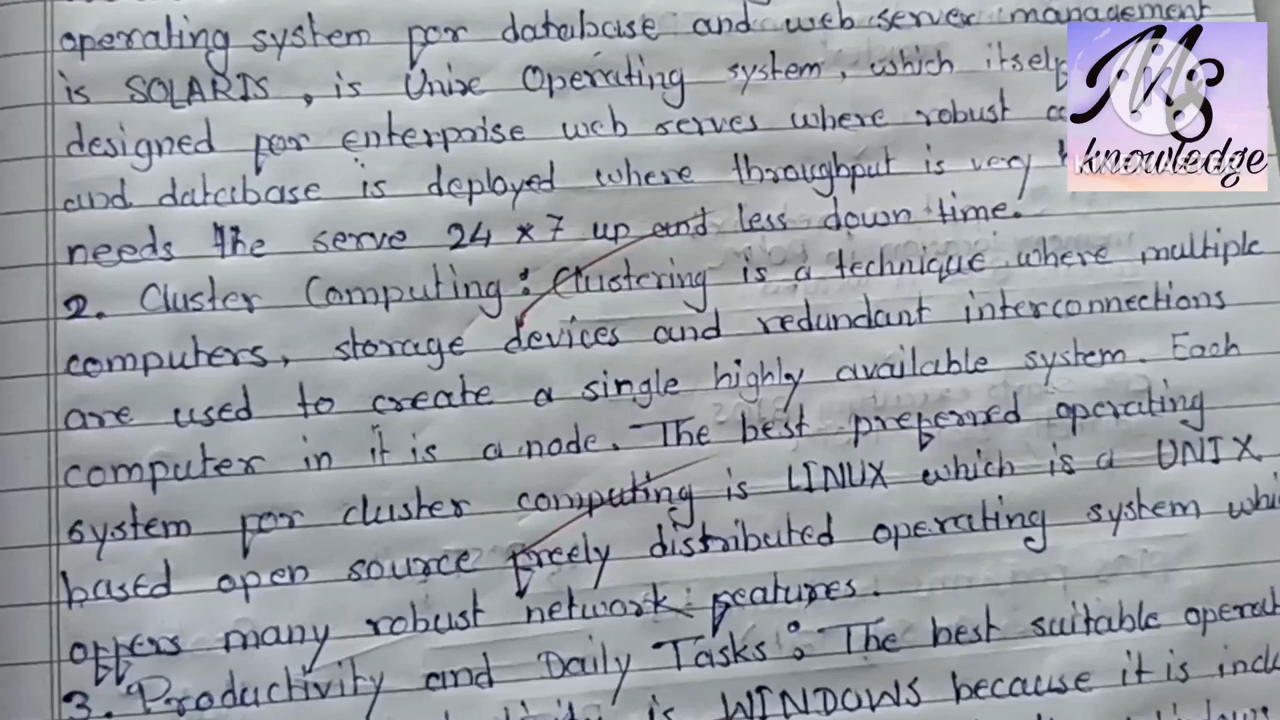 operating system for database and web server management
is SOLARIS, is Unix Operating system, which itself
designed for enterprise web serves where robust
and database is deployed where throughput is very
needs the serve 24 x 7 up and less down time.
2. Cluster Computing: Clustering is a technique where multiple
computers, storage devices and redundant interconnections
are used to create a single highly available system. Each
computer in it is a node. The best preferred operating
system for cluster computing is LINUX which is a UNIX
based open source freely distributed operating system
offers many robust network features.
3. Productivity and Daily Tasks: The best suitable
is WINDOWS because it is
MS
knowledge